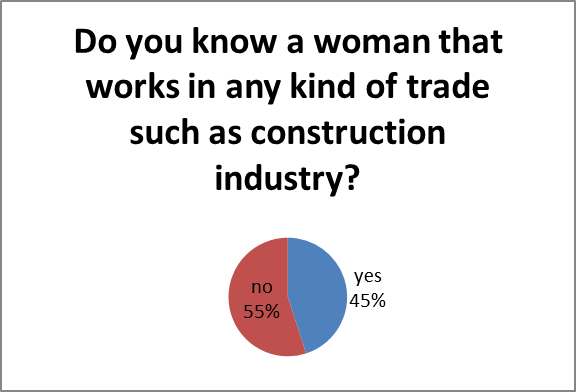 Do you know a woman that
works in any kind of trade
such as construction
industry?
yes
45%
no
55%